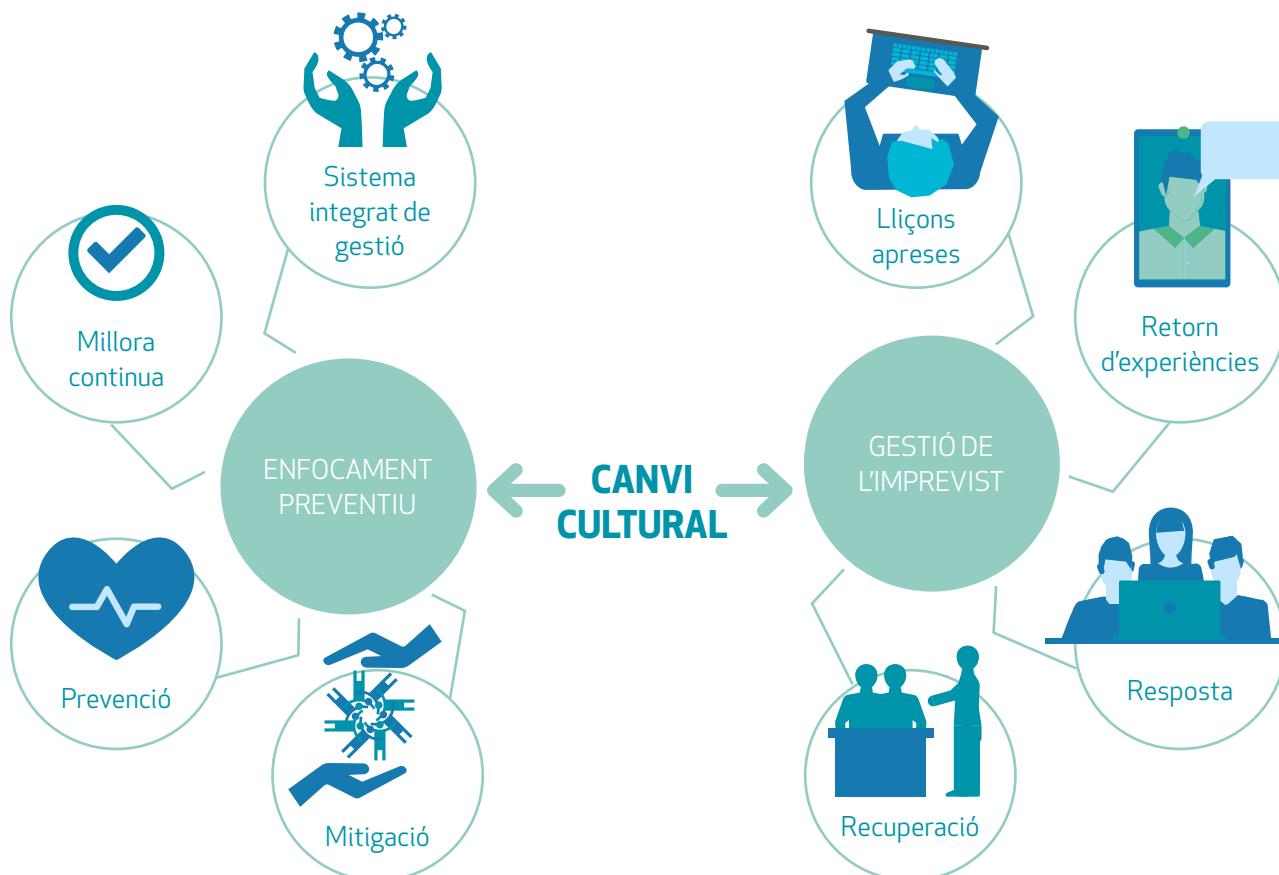 Sistema
integrat de
gestió
Millora
continua
ENFOCAMENT
PREVENTIU
Prevenció
Mitigació
CANVI
CULTURAL
Lliçons
apreses
Retorn
d’experiències
GESTIÓ DE
L’IMPREVIST
Resposta
Recuperació